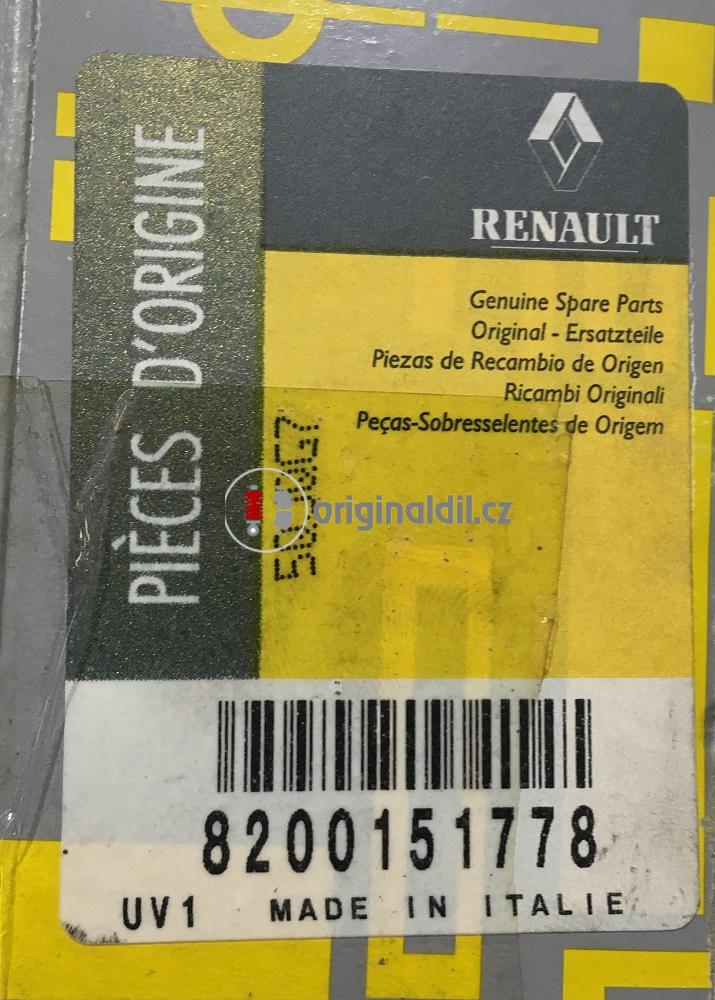 RENAULT
PIÈCES D'ORIGINE
Genuine Spare Parts
Original - Ersatzteile
Piezas de Recambio de Origen
Ricambi Originali
Peças-Sobresselentes de Origem
originaldil.cz
8200151778
UV1 MADE IN ITALIE